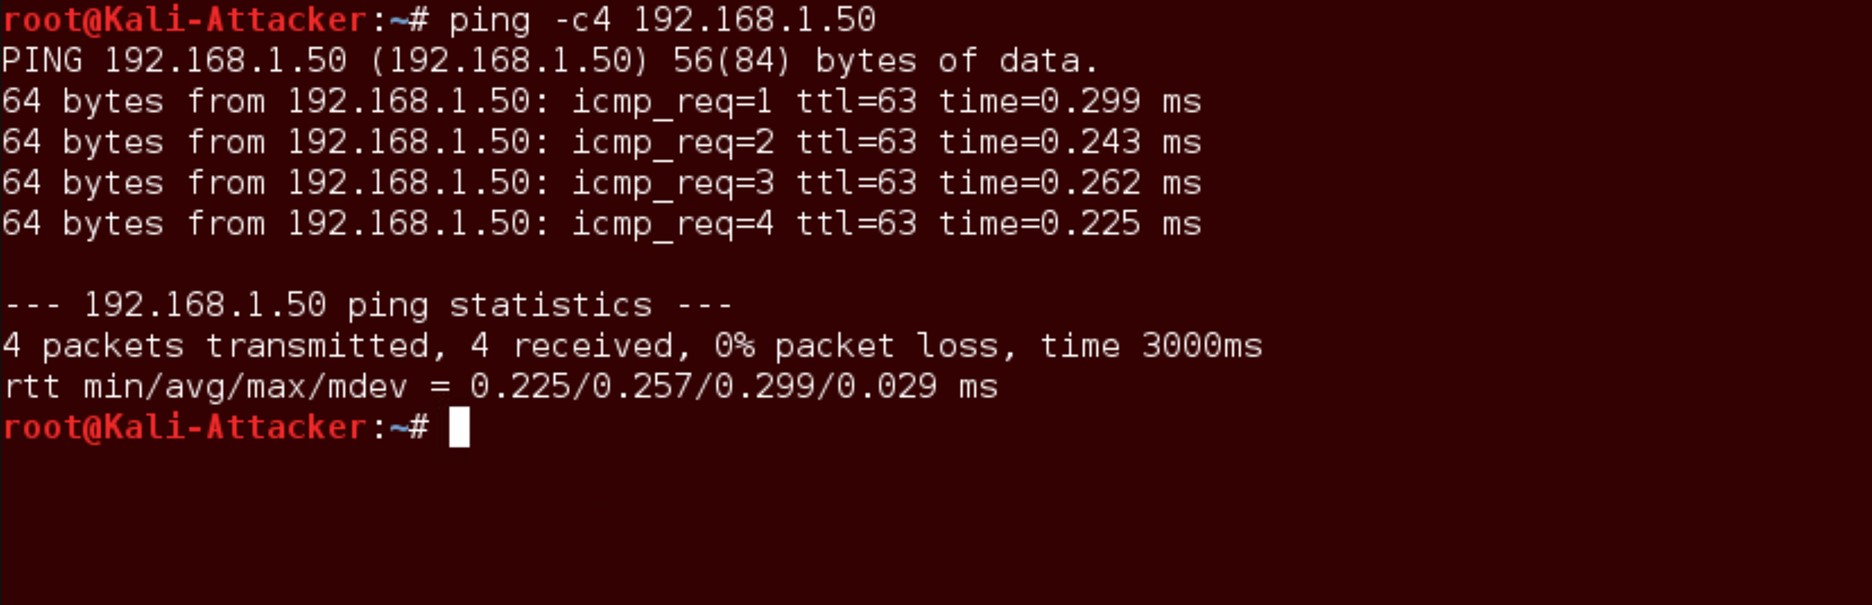 root@Kali-Attacker:~# ping -c4 192.168.1.50
PING 192.168.1.50 (192.168.1.50) 56(84) bytes of data.
64 bytes from 192.168.1.50: icmp_req=1 ttl=63 time=0.299 ms
64 bytes from 192.168.1.50: icmp_req=2 ttl=63 time=0.243 ms
64 bytes from 192.168.1.50: icmp_req=3 ttl=63 time=0.262 ms
64 bytes from 192.168.1.50: icmp_req=4 ttl=63 time=0.225 ms
--- 192.168.1.50 ping statistics ---
4 packets transmitted, 4 received, 0% packet loss, time 3000ms
rtt min/avg/max/mdev = 0.225/0.257/0.299/0.029 ms
root@Kali-Attacker:~#